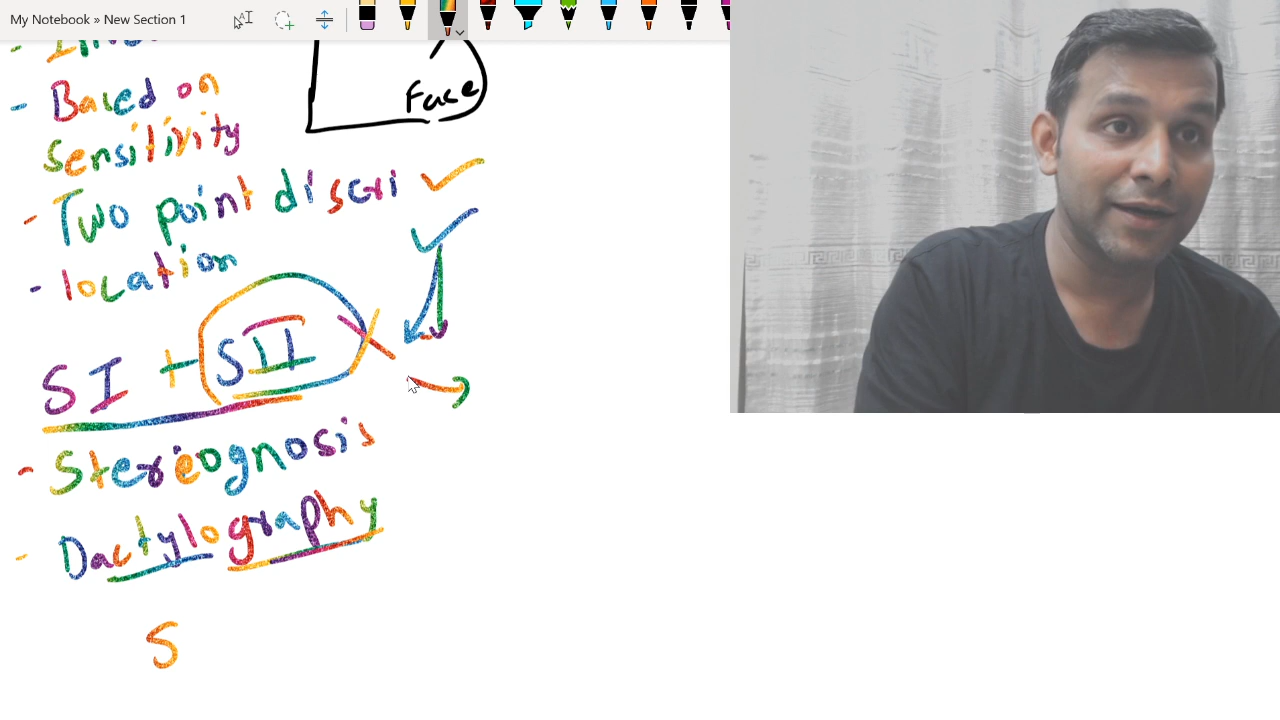 My Notebook » New Section 1
- Based on
sensitivity
Face
- Two point discri
- location
SI + SII
- Stereognosis
- Dactylography
S